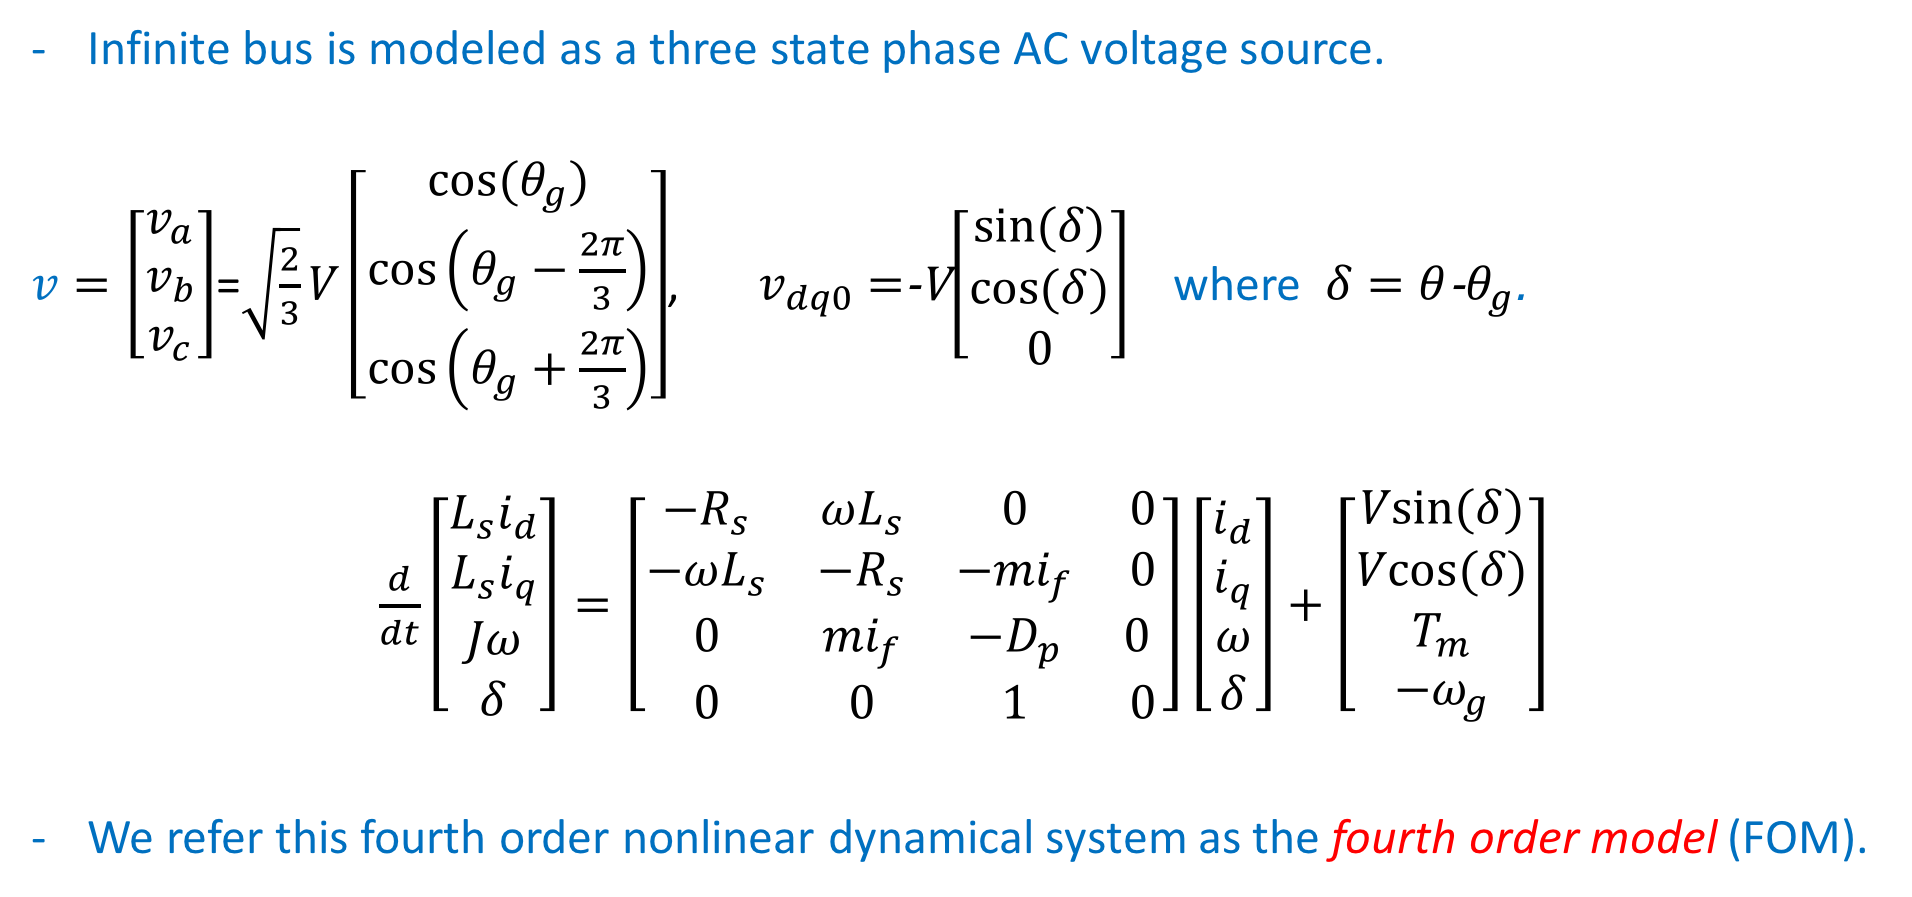 - Infinite bus is modeled as a three state phase AC voltage source.
v = [v_a; v_b; v_c] = √(2/3) V [cos(θ_g); cos(θ_g − 2π/3); cos(θ_g + 2π/3)], v_dq0 = -V [sin(δ); cos(δ); 0] where δ = θ-θ_g.
d/dt [L_s i_d; L_s i_q; Jω; δ] = [−R_s ωL_s 0 0; −ωL_s −R_s −mi_f 0; 0 mi_f −D_p 0; 0 0 1 0] [i_d; i_q; ω; δ] + [Vsin(δ); Vcos(δ); T_m; −ω_g]
- We refer this fourth order nonlinear dynamical system as the fourth order model (FOM).